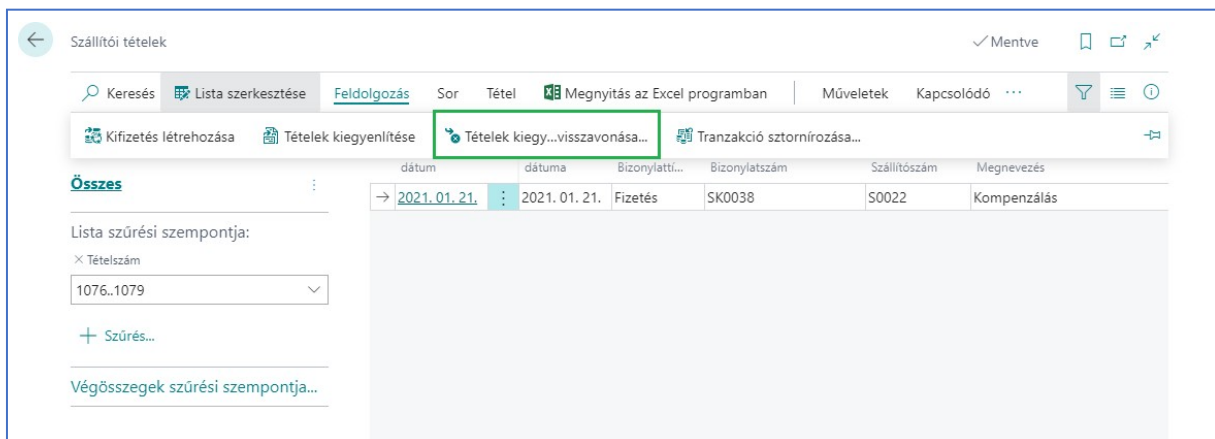 Szállítói tételek
Mentve
Keresés Lista szerkesztése Feldolgozás Sor Tétel Megnyitás az Excel programban Műveletek Kapcsolódó ...
Kifizetés létrehozása Tételek kiegyenlítése Tételek kiegy...visszavonása... Tranzakció sztornírozása...
dátum dátuma Bizonylattí... Bizonylatszám Szállítószám Megnevezés
Összes
2021. 01. 21. 2021. 01. 21. Fizetés SK0038 S0022 Kompenzálás
Lista szűrési szempontja:
× Tételszám
1076..1079
+ Szűrés...
Végösszegek szűrési szempontja...